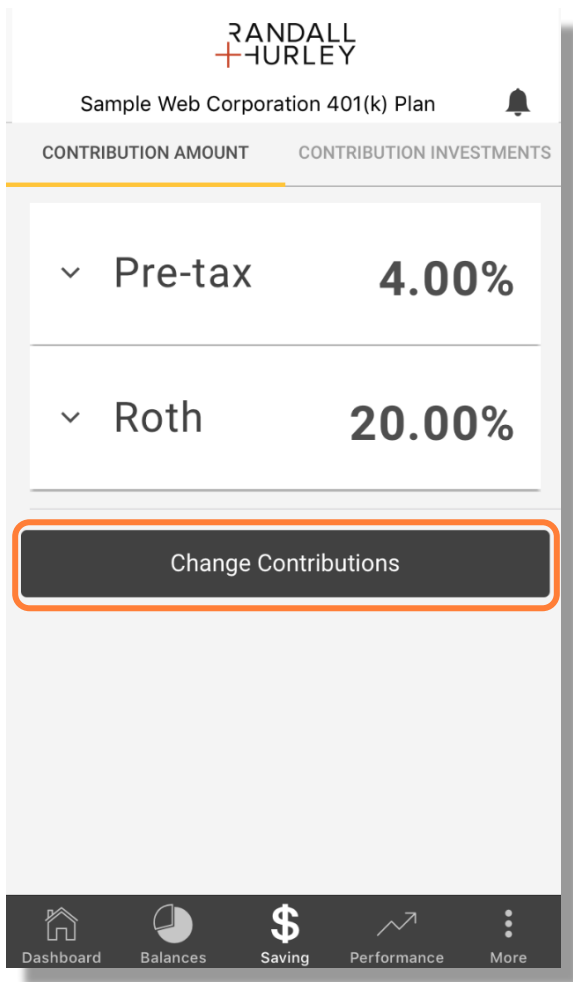 RANDALL
HURLEY
Sample Web Corporation 401(k) Plan
CONTRIBUTION AMOUNT CONTRIBUTION INVESTMENTS
Pre-tax 4.00%
Roth 20.00%
Change Contributions
$
Dashboard Balances Saving Performance More